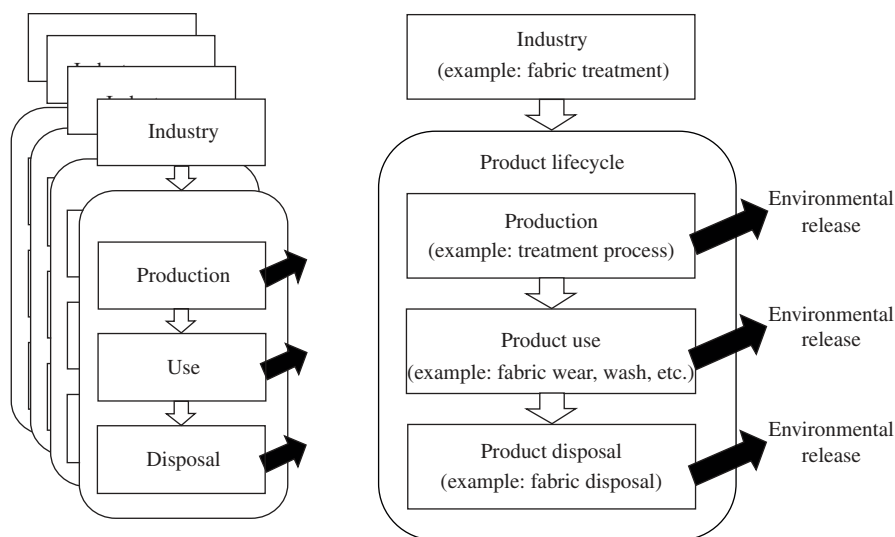 Industry
Production
Use
Disposal
Industry
(example: fabric treatment)
Product lifecycle
Production
(example: treatment process)
Environmental
release
Product use
(example: fabric wear, wash, etc.)
Environmental
release
Product disposal
(example: fabric disposal)
Environmental
release